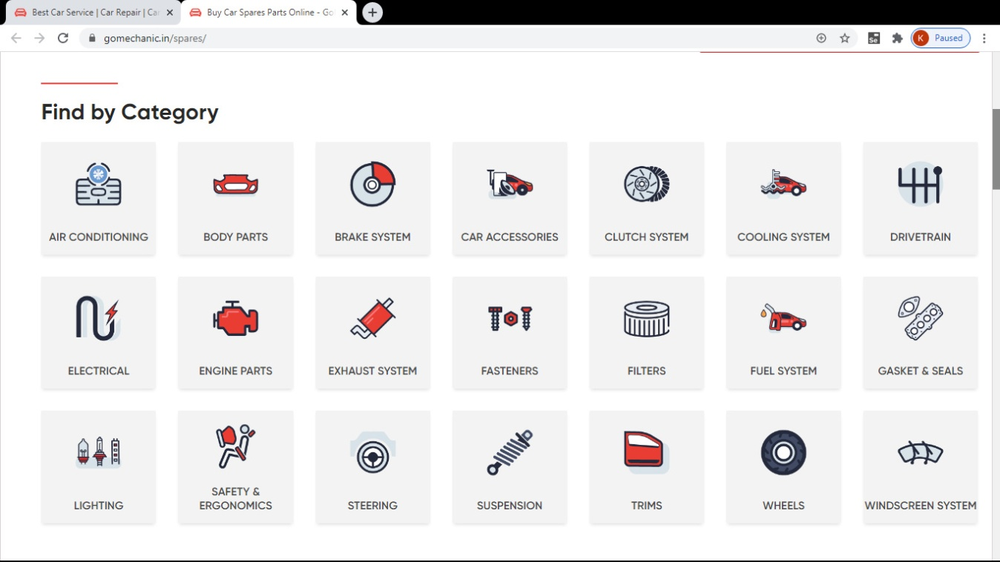 Best Car Service | Car Repair | Car
Buy Car Spares Parts Online - Go
gomechanic.in/spares/
Se
K
Paused
Find by Category
AIR CONDITIONING
BODY PARTS
BRAKE SYSTEM
CAR ACCESSORIES
CLUTCH SYSTEM
COOLING SYSTEM
DRIVETRAIN
ELECTRICAL
ENGINE PARTS
EXHAUST SYSTEM
FASTENERS
FILTERS
FUEL SYSTEM
GASKET & SEALS
LIGHTING
SAFETY &
ERGONOMICS
STEERING
SUSPENSION
TRIMS
WHEELS
WINDSCREEN SYSTEM